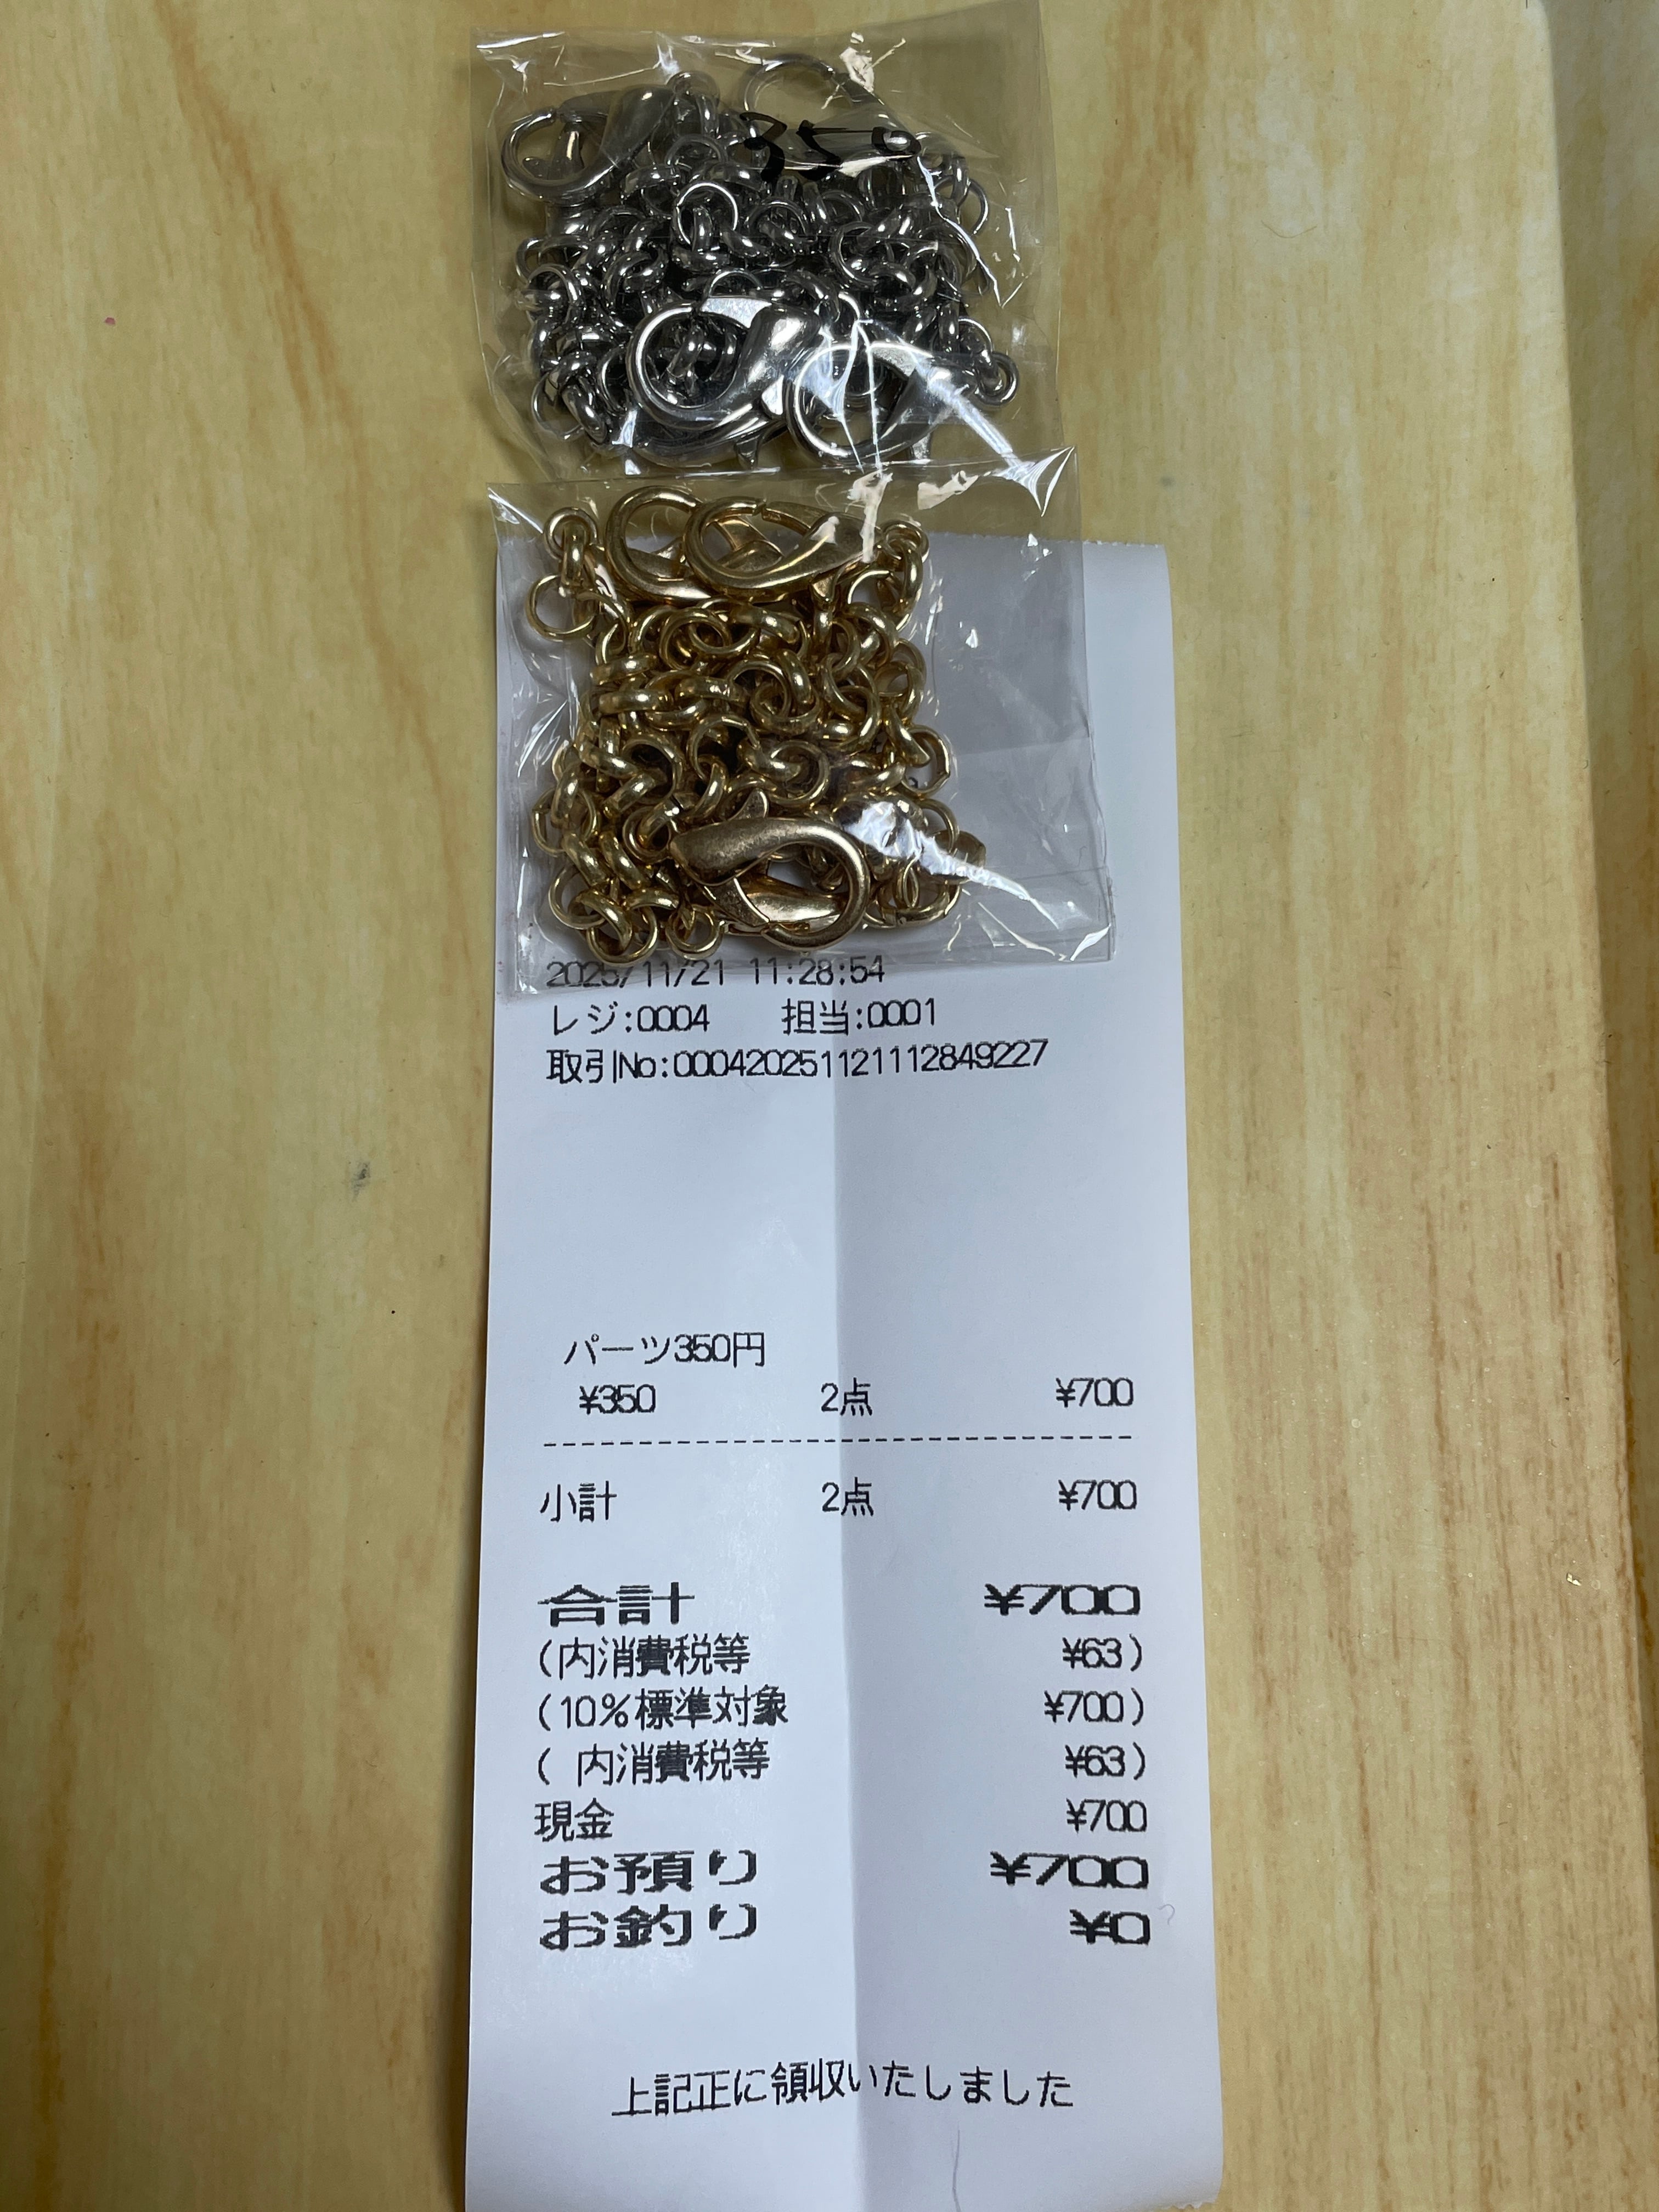 350
2025/11/21 11:28:54
レジ:0004 担当:0001
取引No:00042025112111​2849227
パーツ350円
¥350 2点 ¥700
小計 2点 ¥700
合計 ¥700
(内消費税等 ¥63)
(10%標準対象 ¥700)
( 内消費税等 ¥63)
現金 ¥700
お預り ¥700
お釣り ¥0
上記正に領収いたしました